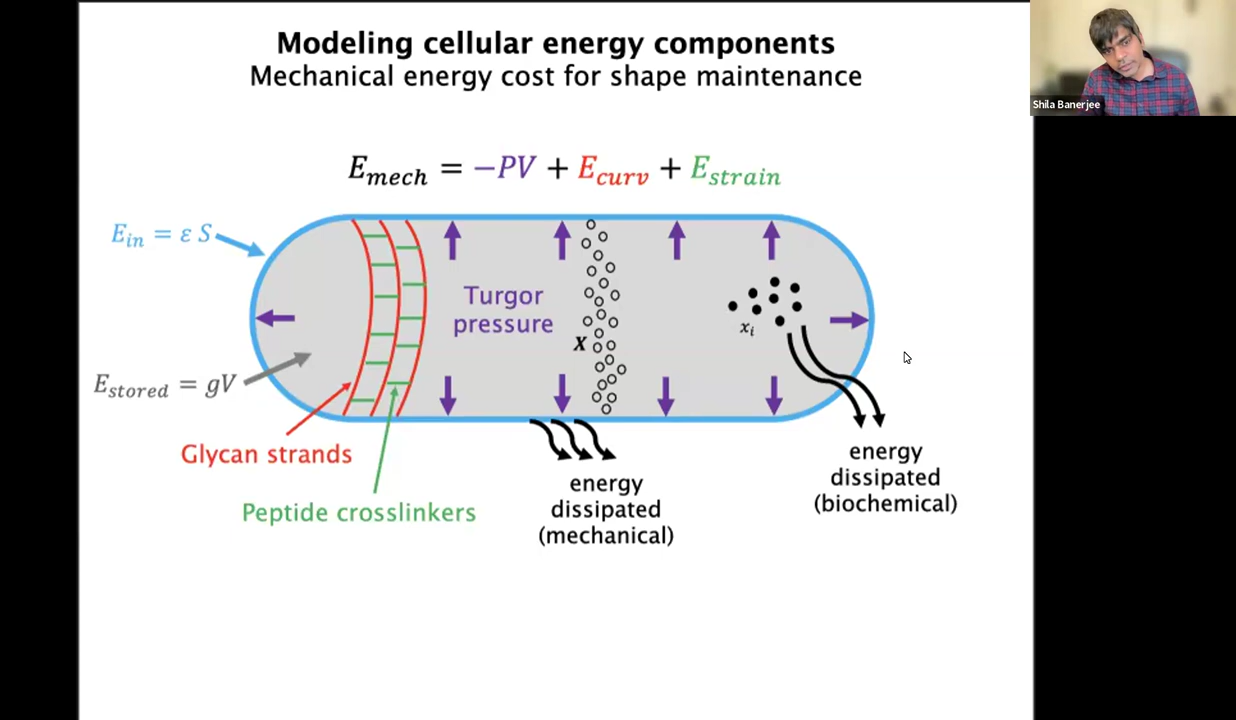 Modeling cellular energy components
Mechanical energy cost for shape maintenance
Shila Banerjee
E_mech = −PV + E_curv + E_strain
E_in = ε S
Turgor
pressure
x_i
X
E_stored = gV
Glycan strands
Peptide crosslinkers
energy
dissipated
(mechanical)
energy
dissipated
(biochemical)